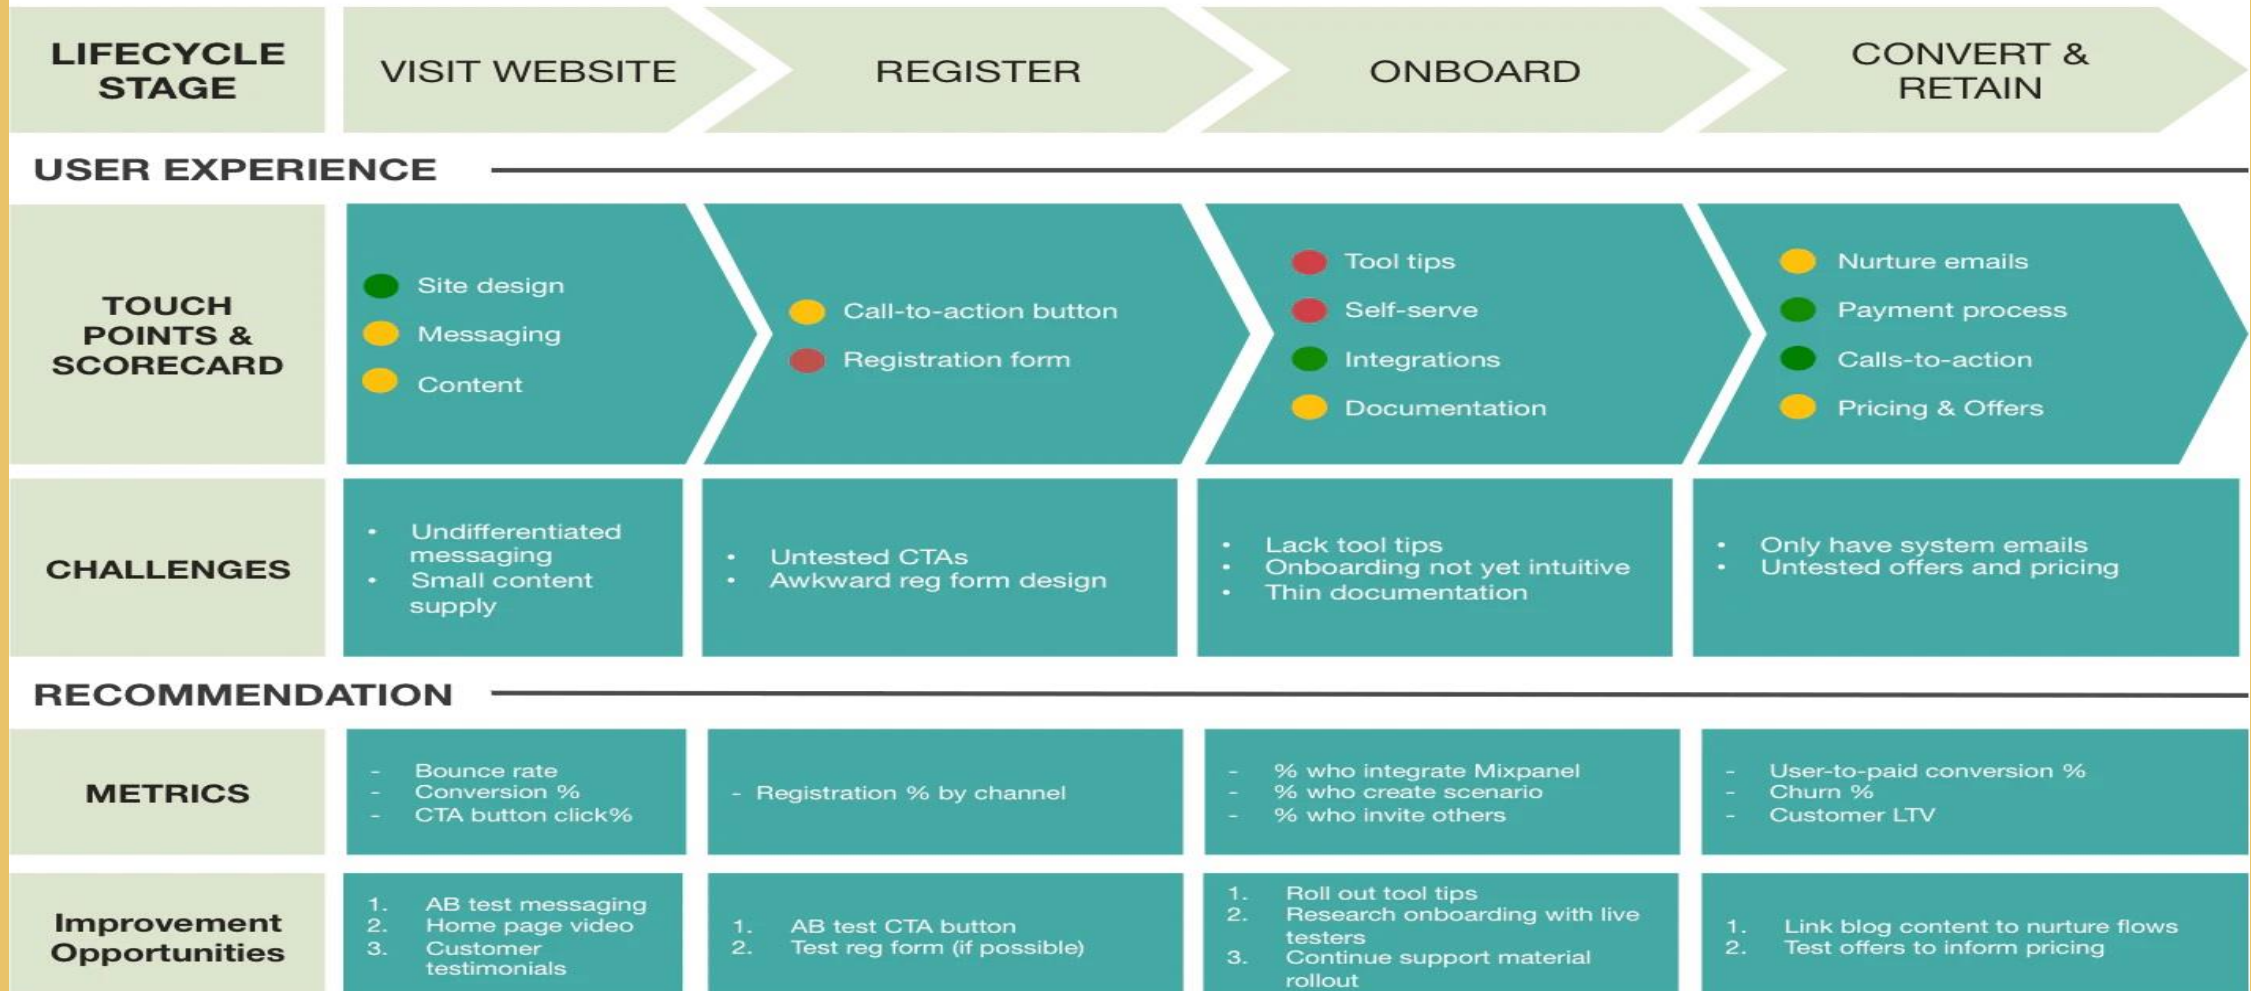 LIFECYCLE
STAGE
VISIT WEBSITE
REGISTER
ONBOARD
CONVERT &
RETAIN
USER EXPERIENCE
TOUCH
POINTS &
SCORECARD
Site design
Messaging
Content
Call-to-action button
Registration form
Tool tips
Self-serve
Integrations
Documentation
Nurture emails
Payment process
Calls-to-action
Pricing & Offers
CHALLENGES
• Undifferentiated
messaging
• Small content
supply
• Untested CTAs
• Awkward reg form design
• Lack tool tips
• Onboarding not yet intuitive
• Thin documentation
• Only have system emails
• Untested offers and pricing
RECOMMENDATION
METRICS
- Bounce rate
- Conversion %
- CTA button click%
- Registration % by channel
- % who integrate Mixpanel
- % who create scenario
- % who invite others
- User-to-paid conversion %
- Churn %
- Customer LTV
Improvement
Opportunities
1. AB test messaging
2. Home page video
3. Customer
testimonials
1. AB test CTA button
2. Test reg form (if possible)
1. Roll out tool tips
2. Research onboarding with live
testers
3. Continue support material
rollout
1. Link blog content to nurture flows
2. Test offers to inform pricing